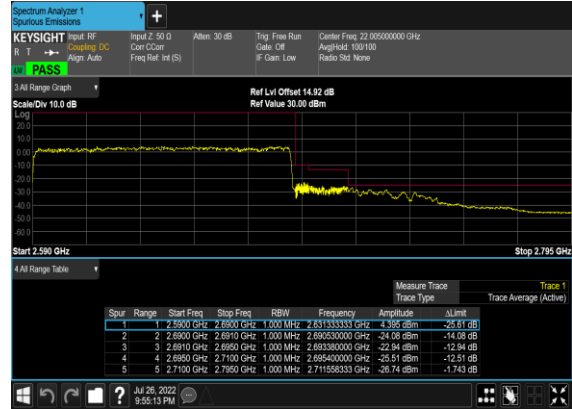 Spectrum Analyzer 1
Spurious Emissions
KEYSIGHT Input: RF Input Z: 50 Ω Atten: 30 dB Trig: Free Run Center Freq: 22.005000000 GHz
R T Coupling: DC Corr CCorr Gate: Off Avg|Hold: 100/100
Align: Auto Freq Ref: Int (S) IF Gain: Low Radio Std: None
PASS
3 All Range Graph
Ref Lvl Offset 14.92 dB
Scale/Div 10.0 dB Ref Value 30.00 dBm
Log
20.0
10.0
0.00
-10.0
-20.0
-30.0
-40.0
-50.0
-60.0
Start 2.590 GHz Stop 2.795 GHz
4 All Range Table
Measure Trace Trace 1
Trace Type Trace Average (Active)
Spur Range Start Freq Stop Freq RBW Frequency Amplitude ΔLimit
1 1 2.5900 GHz 2.6900 GHz 1.000 MHz 2.631333333 GHz 4.395 dBm -25.61 dB
2 2 2.6900 GHz 2.6910 GHz 1.000 MHz 2.690530000 GHz -24.08 dBm -14.08 dB
3 3 2.6910 GHz 2.6950 GHz 1.000 MHz 2.693380000 GHz -22.94 dBm -12.94 dB
4 4 2.6950 GHz 2.7100 GHz 1.000 MHz 2.695400000 GHz -25.51 dBm -12.51 dB
5 5 2.7100 GHz 2.7950 GHz 1.000 MHz 2.711558333 GHz -26.74 dBm -1.743 dB
? Jul 26, 2022
9:55:13 PM